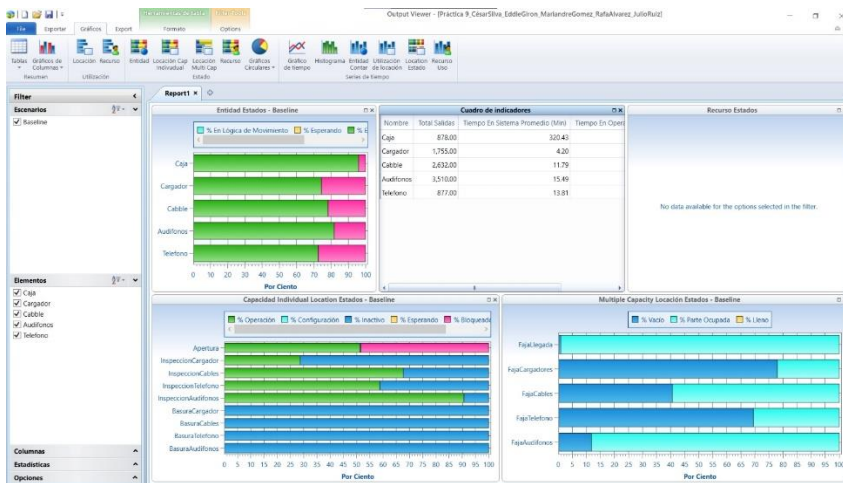 Herramientas de tabla
Output Viewer - [Práctica 9_CésarSilva_EddieGiron_MariandreGomez_RafaAlvarez_JulioRuiz]
File Exportar Gráficos Export Formato Options
Tablas Gráficos de Columnas Locación Recurso Entidad Locación Cap Individual Locación Multi Cap Recurso Gráficos Circulares Gráfico de tiempo Histograma Entidad Contar Utilización de locación Location Estado Recurso Uso
Resumen Utilización Estado Series de tiempo
Filter
Escenarios
Baseline
Elementos
Caja
Cargador
Cabble
Audifonos
Telefono
Columnas
Estadísticas
Opciones
Report1
Entidad Estados - Baseline
% En Lógica de Movimiento % Esperando % E
Caja
Cargador
Cabble
Audifonos
Telefono
0 10 20 30 40 50 60 70 80 90 100
Por Ciento
Cuadro de indicadores
Nombre Total Salidas Tiempo En Sistema Promedio (Min) Tiempo En Opera
Caja 878.00 320.43
Cargador 1,755.00 4.20
Cabble 2,632.00 11.79
Audifonos 3,510.00 15.49
Telefono 877.00 13.81
Recurso Estados
No data available for the options selected in the filter.
Capacidad Individual Location Estados - Baseline
% Operación % Configuración % Inactivo % Esperando % Bloqueado
Apertura
InspeccionCargador
InspeccionCables
InspeccionTelefono
InspeccionAudifonos
BasuraCargador
BasuraCables
BasuraTelefono
BasuraAudifonos
0 5 10 15 20 25 30 35 40 45 50 55 60 65 70 75 80 85 90 95 100
Por Ciento
Multiple Capacity Locación Estados - Baseline
% Vacío % Parte Ocupada % Lleno
FajaLlegada
FajaCargadores
FajaCables
FajaTelefono
FajaAudifonos
0 5 10 15 20 25 30 35 40 45 50 55 60 65 70 75 80 85 90 95 100
Por Ciento